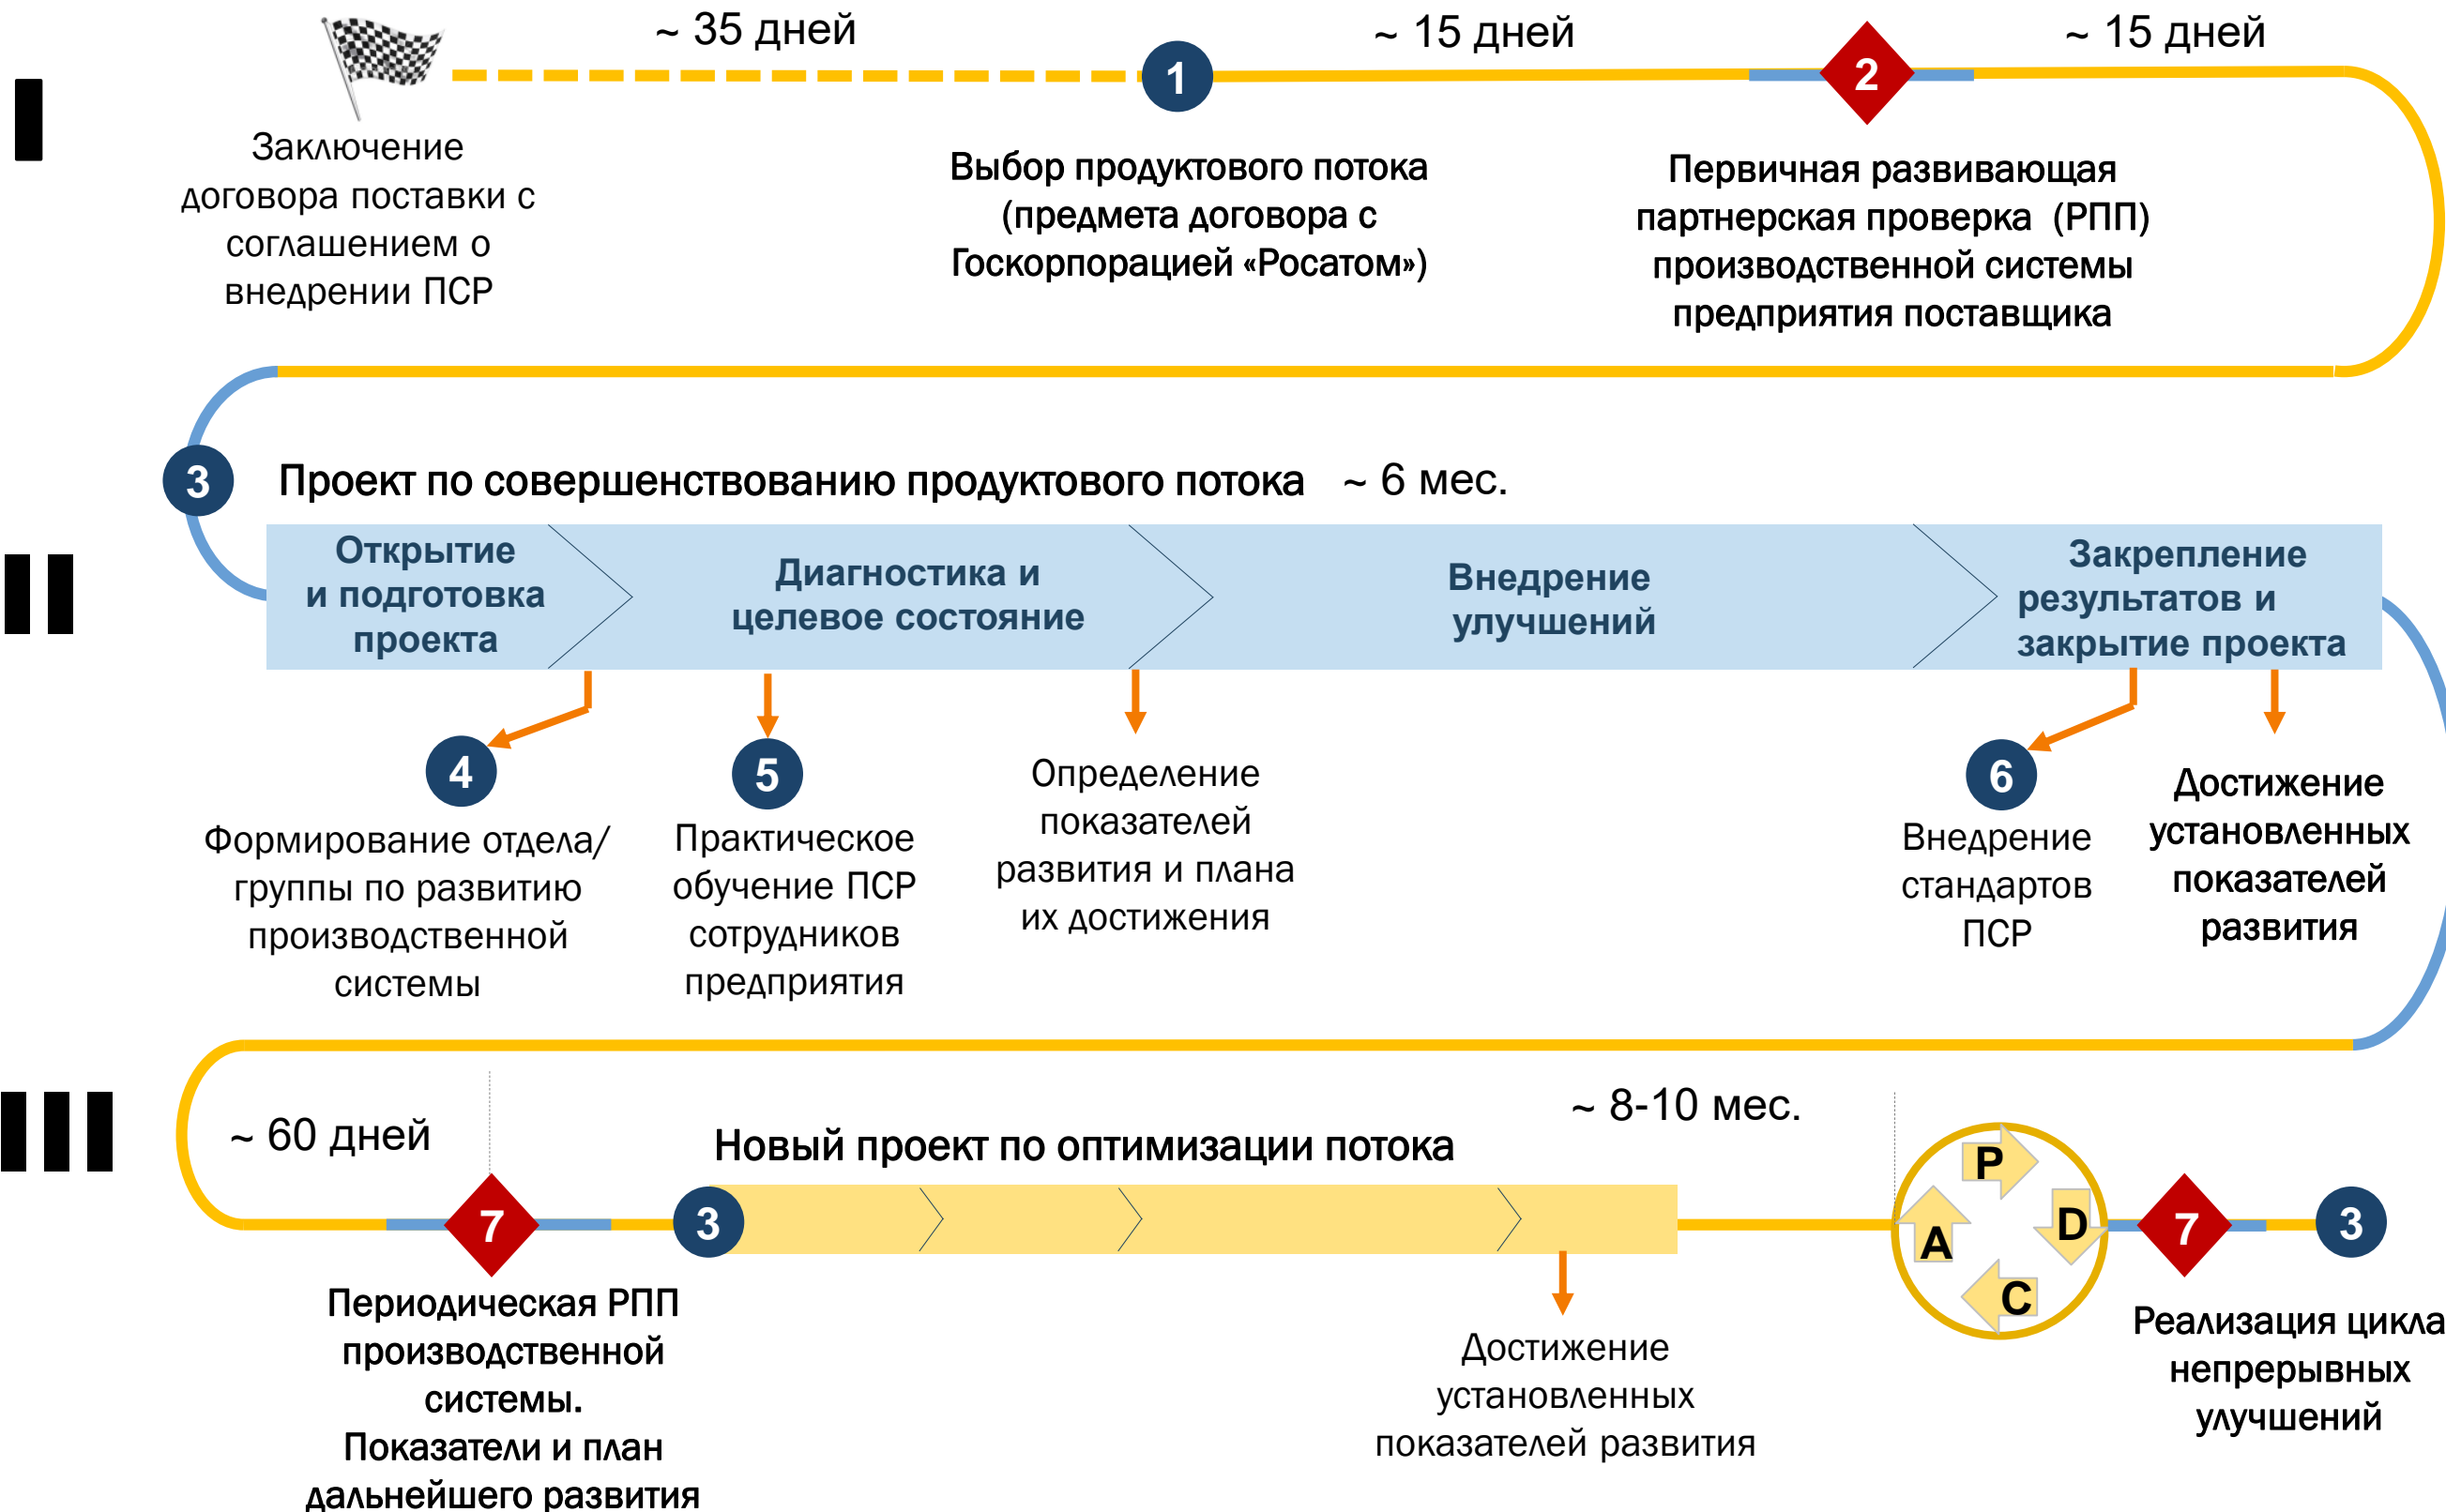 I
~ 35 дней
1
~ 15 дней
2
~ 15 дней
Заключение
договора поставки с
соглашением о
внедрении ПСР
Выбор продуктового потока
(предмета договора с
Госкорпорацией «Росатом»)
Первичная развивающая
партнерская проверка (РПП)
производственной системы
предприятия поставщика
II
3
Проект по совершенствованию продуктового потока ~ 6 мес.
Открытие
и подготовка
проекта
Диагностика и
целевое состояние
Внедрение
улучшений
Закрепление
результатов и
закрытие проекта
4
Формирование отдела/
группы по развитию
производственной
системы
5
Практическое
обучение ПСР
сотрудников
предприятия
Определение
показателей
развития и плана
их достижения
6
Внедрение
стандартов
ПСР
Достижение
установленных
показателей
развития
III
~ 60 дней
Новый проект по оптимизации потока
~ 8-10 мес.
7
3
P
D
C
A
7
3
Периодическая РПП
производственной
системы.
Показатели и план
дальнейшего развития
Достижение
установленных
показателей развития
Реализация цикла
непрерывных
улучшений